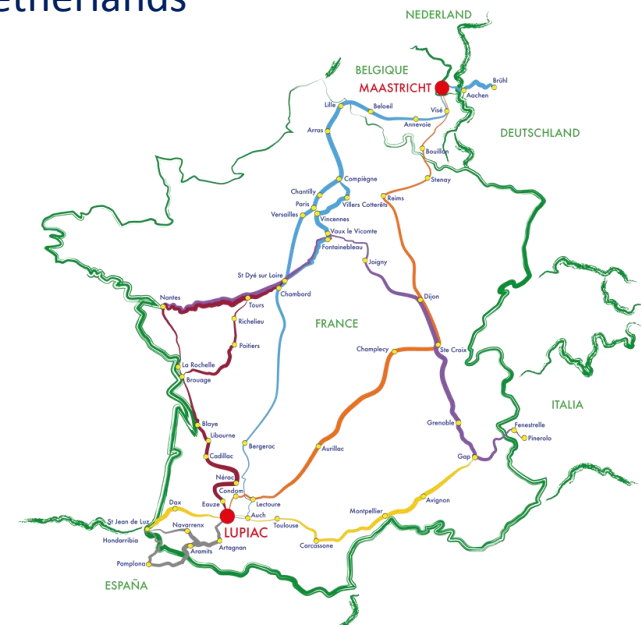 etherlands
NEDERLAND
BELGIQUE
MAASTRICHT
Brühl
Aachen
Lille
Beloeil
Visé
Annevoie
Arras
DEUTSCHLAND
Bouillon
Compiègne
Stenay
Chantilly
Reims
Paris
Villers Cotterêts
Versailles
Vincennes
Vaux le Vicomte
Fontainebleau
Joigny
St Dyé sur Loire
Nantes
Chambord
Dijon
Tours
Richelieu
FRANCE
Poitiers
Champlecy
Ste Croix
La Rochelle
Brouage
ITALIA
Blaye
Grenoble
Fenestrelle
Libourne
Pinerolo
Bergerac
Aurillac
Cadillac
Gap
Nérac
Condom
Avignon
Eauze
Lectoure
Dax
Montpellier
Auch
St Jean de Luz
Toulouse
Navarrenx
LUPIAC
Hondarribia
Artagnan
Carcassone
Aramits
Pamplona
ESPAÑA